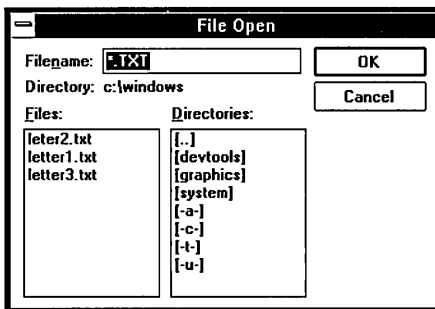 File Open
Filename: *.TXT
OK
Directory: c:\windows
Cancel
Files:
Directories:
leter2.txt
letter1.txt
letter3.txt
[..]
[devtools]
[graphics]
[system]
[-a-]
[-c-]
[-t-]
[-u-]